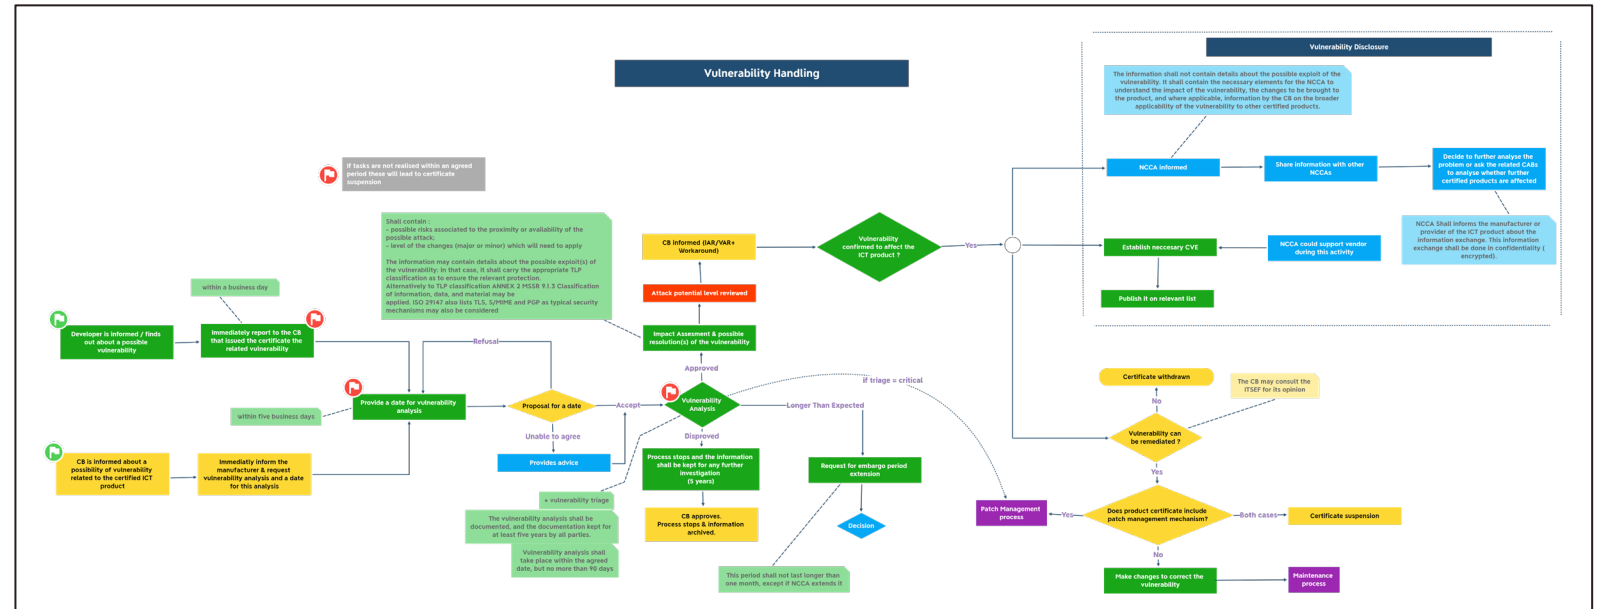 Vulnerability Handling
Vulnerability Disclosure
The information shall not contain details about the possible exploit of the
vulnerability. It shall contain the necessary elements for the NCCA to
understand the impact of the vulnerability, the changes to be brought to
the product, and where applicable, information by the CB on the broader
applicability of the vulnerability to other certified products.
If tasks are not realised within an agreed
period these will lead to certificate
suspension
NCCA informed
Share information with other
NCCAs
Decide to further analyse the
problem or ask the related CABs
to analyse whether further
certified products are affected
Shall contain :
- possible risks associated to the proximity or availability of the
possible attack;
- level of the changes (major or minor) which will need to apply
The information may contain details about the possible exploit(s) of
the vulnerability: in that case, it shall carry the appropriate TLP
classification as to ensure the relevant protection.
Alternatively to TLP classification ANNEX 2 MSSR 9.1.3 Classification
of information, data, and material may be
applied. ISO 29147 also lists TLS, S/MIME and PGP as typical security
mechanisms may also be considered
CB informed (IAR/VAR+
Workaround)
Vulnerability
confirmed to affect the
ICT product ?
Yes
Establish neccesary CVE
NCCA could support vendor
during this activity
NCCA Shall informs the manufacturer or
provider of the ICT product about the
information exchange. This information
exchange shall be done in confidentiality (
encrypted).
within a business day
Attack potential level reviewed
Publish it on relevant list
Developer is informed / finds
out about a possible
vulnerability
Immediately report to the CB
that issued the certificate the
related vulnerability
Impact Assesment & possible
resolution(s) of the vulnerability
Refusal
Approved
if triage = critical
Certificate withdrawn
The CB may consult the
ITSEF for its opinion
No
within five business days
Provide a date for vulnerability
analysis
Proposal for a date
Accept
Vulnerability
Analysis
Longer Than Expected
Unable to agree
Disproved
Vulnerability can
be remediated ?
Yes
CB is informed about a
possibility of vulnerability
related to the certified ICT
product
Immediatly inform the
manufacturer & request
vulnerability analysis and a date
for this analysis
Provides advice
Process stops and the information
shall be kept for any further
investigation
(5 years)
Request for embargo period
extension
+ vulnerability triage
The vulnerability analysis shall be
documented, and the documentation kept for
at least five years by all parties.
Vulnerability analysis shall
take place within the agreed
date, but no more than 90 days
CB approves.
Process stops & information
archived.
Decision
Patch Management
process
Yes
Does product certificate include
patch management mechanism?
Both cases
Certificate suspension
No
This period shall not last longer than
one month, except if NCCA extends it
Make changes to correct the
vulnerability
Maintenance
process